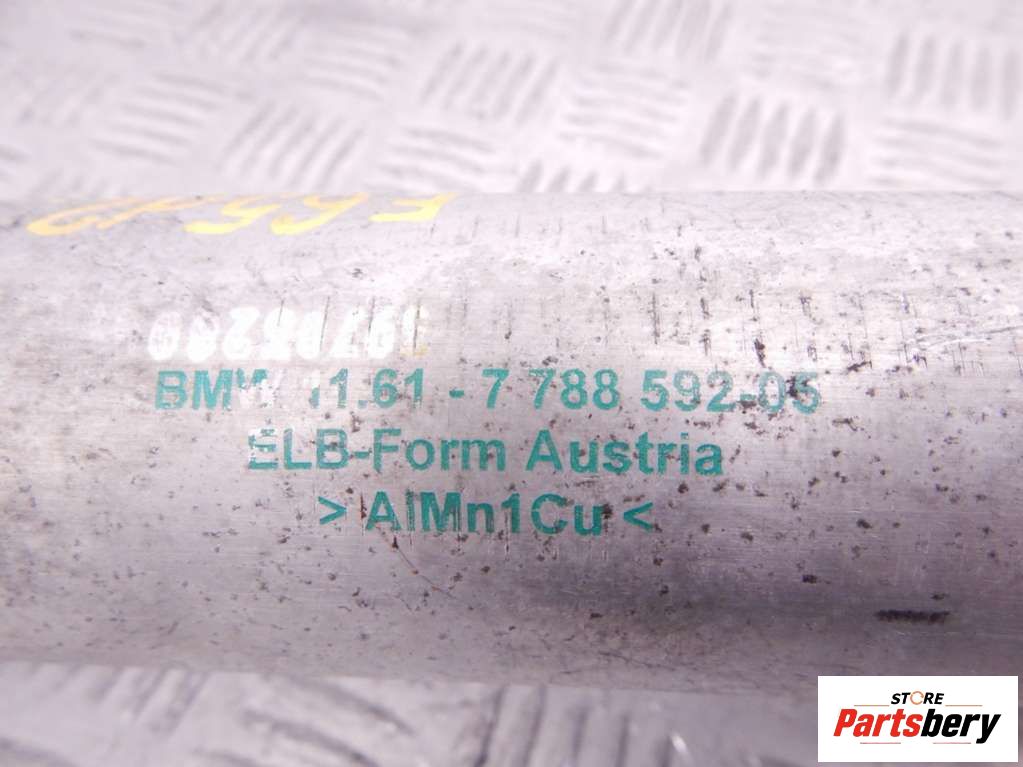 BMW 11.61 - 7 788 592-05
ELB-Form Austria
> AlMn1Cu <
STORE
Partsbery